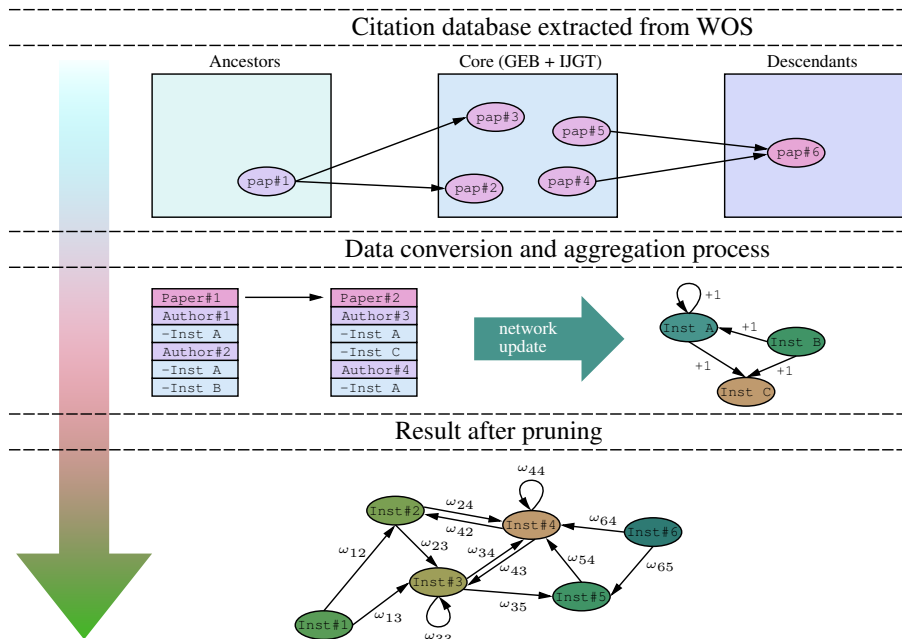 Citation database extracted from WOS
Ancestors
Core (GEB + IJGT)
Descendants
pap#3
pap#5
pap#6
pap#1
pap#2
pap#4
Data conversion and aggregation process
Paper#1
Author#1
-Inst A
Author#2
-Inst A
-Inst B
Paper#2
Author#3
-Inst A
-Inst C
Author#4
-Inst A
network
update
+1
Inst A
+1
Inst B
+1
+1
Inst C
Result after pruning
ω44
Inst#2
ω24
Inst#4
ω64
Inst#6
ω42
ω12
ω23
ω34
ω43
ω54
ω65
Inst#3
Inst#5
ω13
ω35
Inst#1
ω33